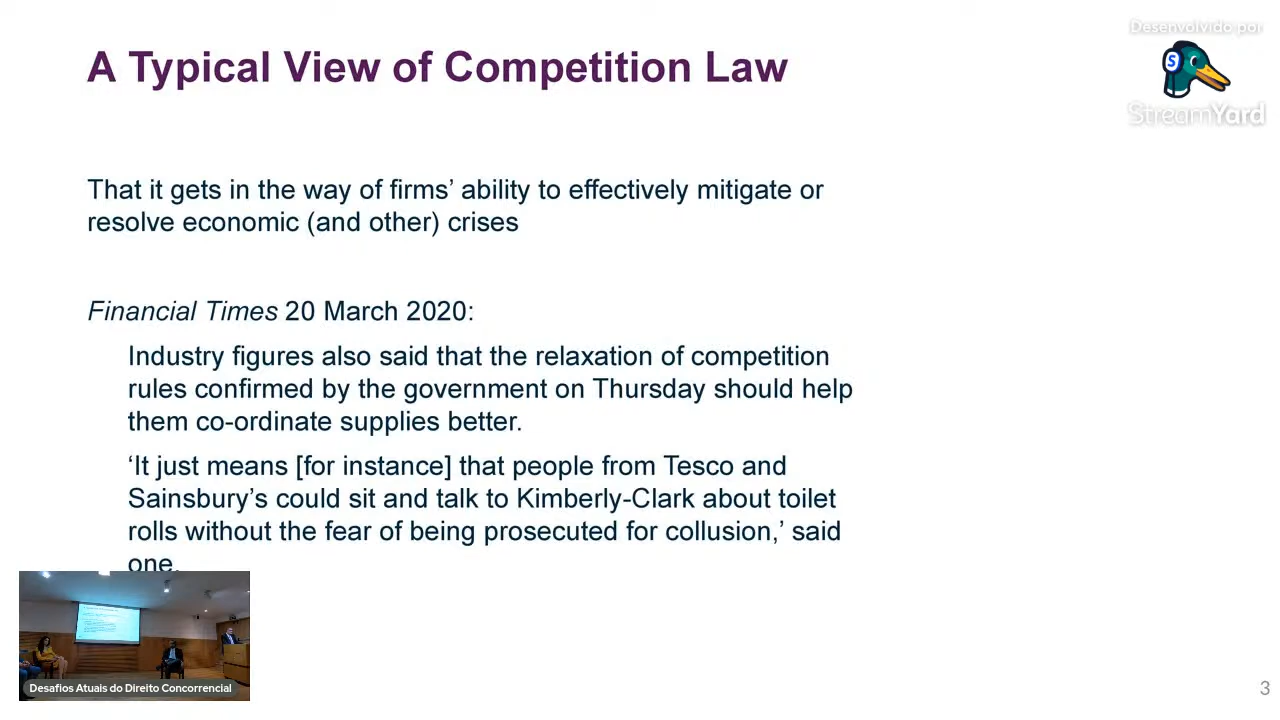 Desenvolvido por
StreamYard
A Typical View of Competition Law
That it gets in the way of firms’ ability to effectively mitigate or
resolve economic (and other) crises
Financial Times 20 March 2020:
Industry figures also said that the relaxation of competition
rules confirmed by the government on Thursday should help
them co-ordinate supplies better.
‘It just means [for instance] that people from Tesco and
Sainsbury’s could sit and talk to Kimberly-Clark about toilet
rolls without the fear of being prosecuted for collusion,’ said
one.
Desafios Atuais do Direito Concorrencial
3